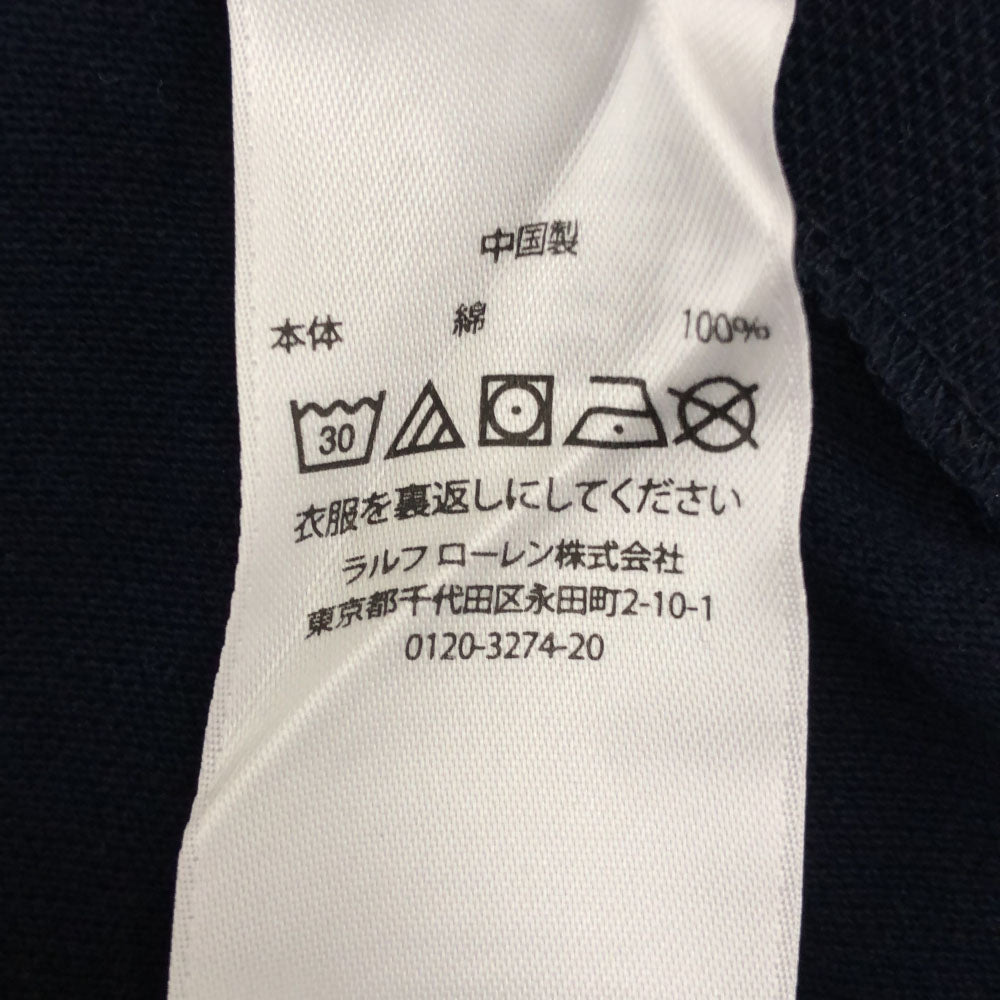 中国製
本体 綿 100%
30
衣服を裏返しにしてください
ラルフ ローレン株式会社
東京都千代田区永田町2-10-1
0120-3274-20